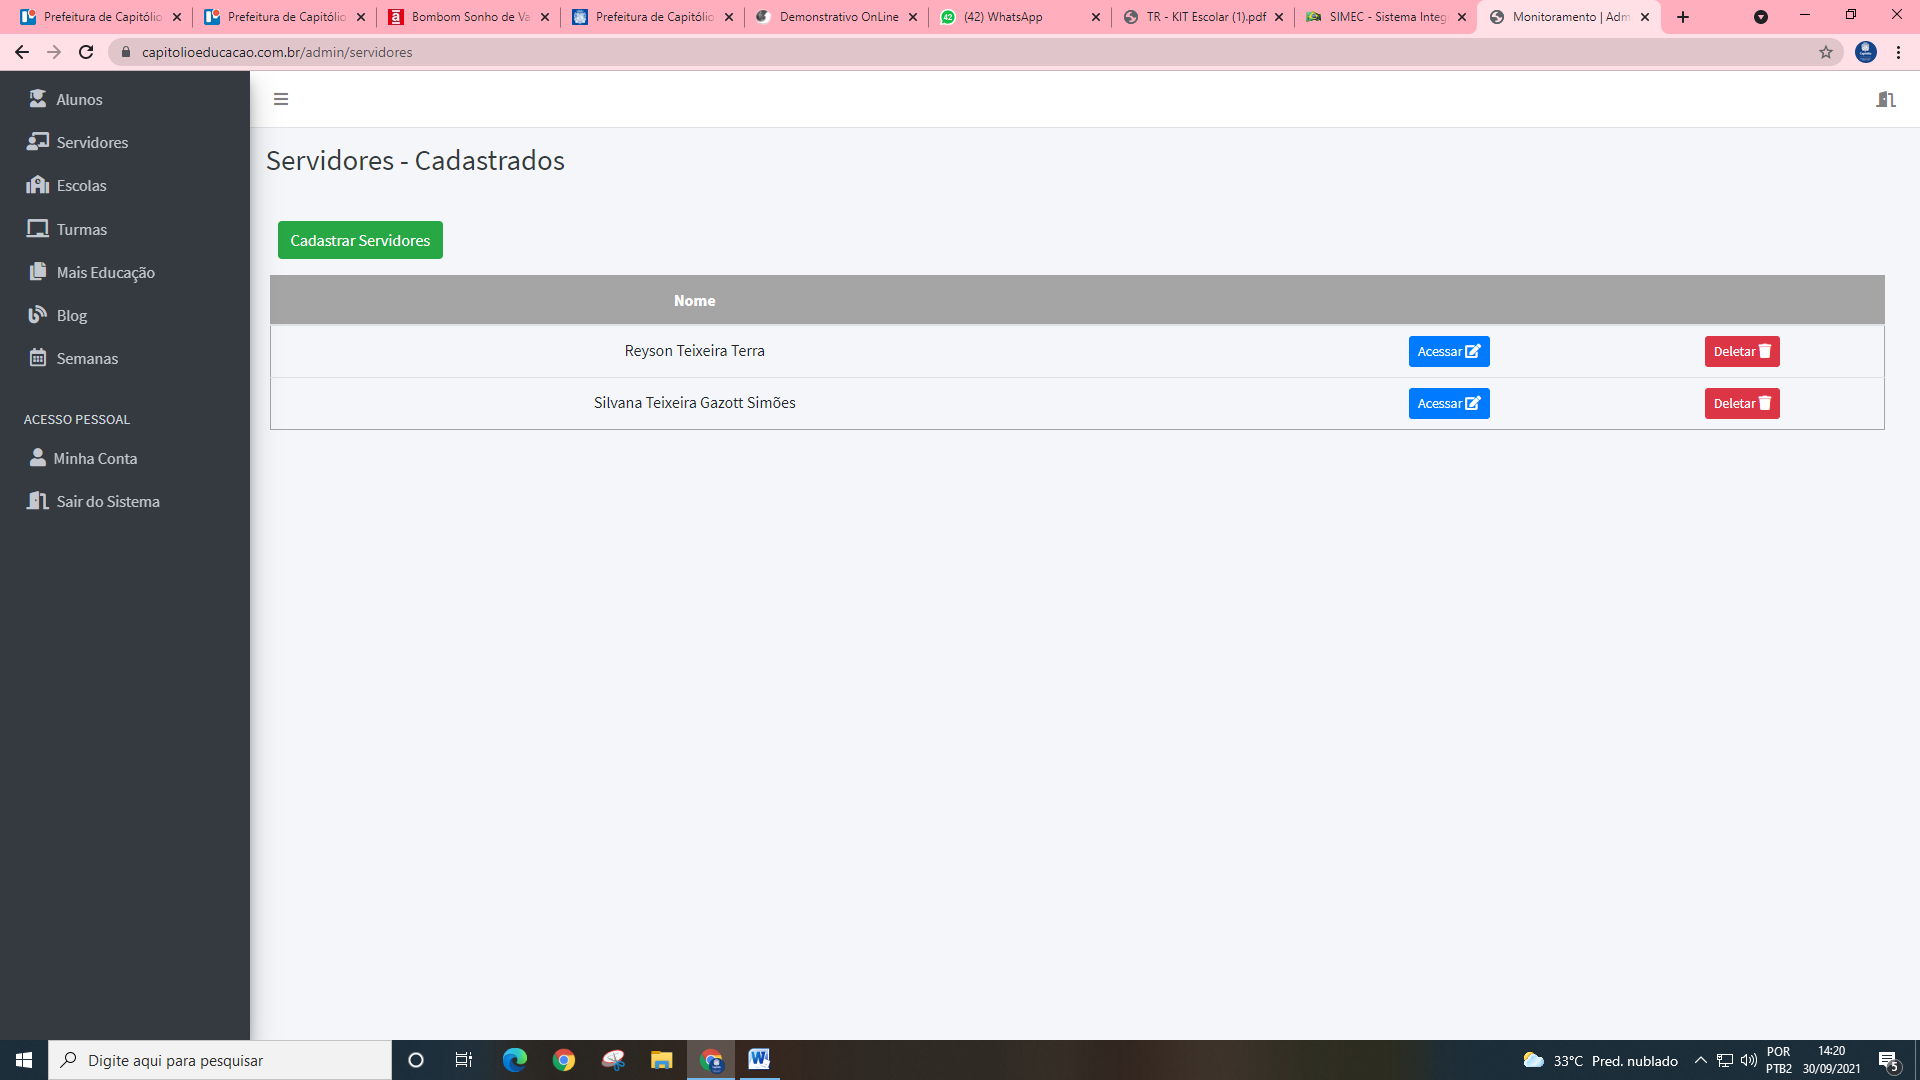 Prefeitura de Capitólio
Prefeitura de Capitólio
Bombom Sonho de Va
Prefeitura de Capitólio
Demonstrativo OnLine
(42) WhatsApp
TR - KIT Escolar (1).pdf
SIMEC - Sistema Integ
Monitoramento | Adm
capitolioeducacao.com.br/admin/servidores
Alunos
Servidores
Escolas
Turmas
Mais Educação
Blog
Semanas
ACESSO PESSOAL
Minha Conta
Sair do Sistema
Servidores - Cadastrados
Cadastrar Servidores
Nome
Reyson Teixeira Terra Acessar Deletar
Silvana Teixeira Gazott Simões Acessar Deletar
Digite aqui para pesquisar
33°C Pred. nublado
POR
PTB2
14:20
30/09/2021
5